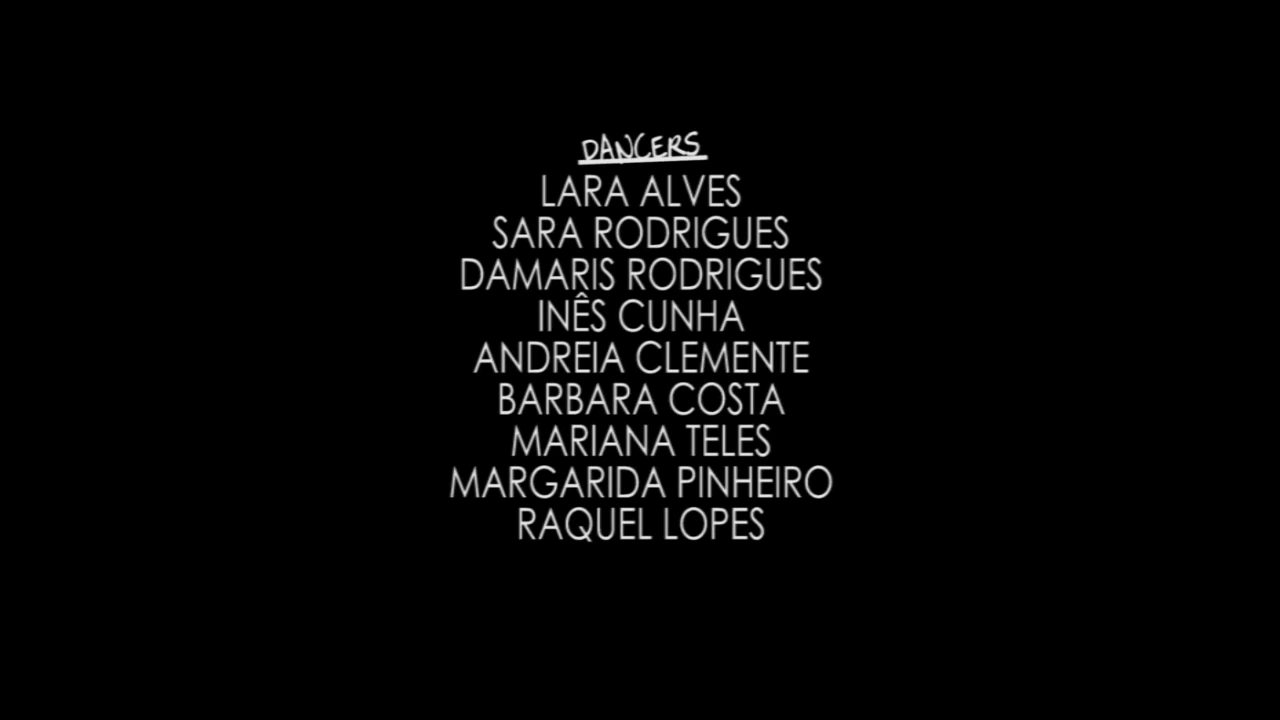 DANCERS
LARA ALVES
SARA RODRIGUES
DAMARIS RODRIGUES
INÊS CUNHA
ANDREIA CLEMENTE
BARBARA COSTA
MARIANA TELES
MARGARIDA PINHEIRO
RAQUEL LOPES